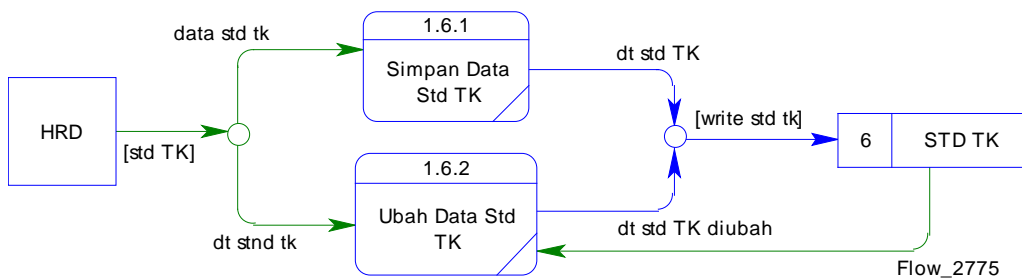 data std tk
1.6.1
Simpan Data
Std TK
dt std TK
HRD
[std TK]
[write std tk]
6
STD TK
1.6.2
Ubah Data Std
TK
dt stnd tk
dt std TK diubah
Flow_2775